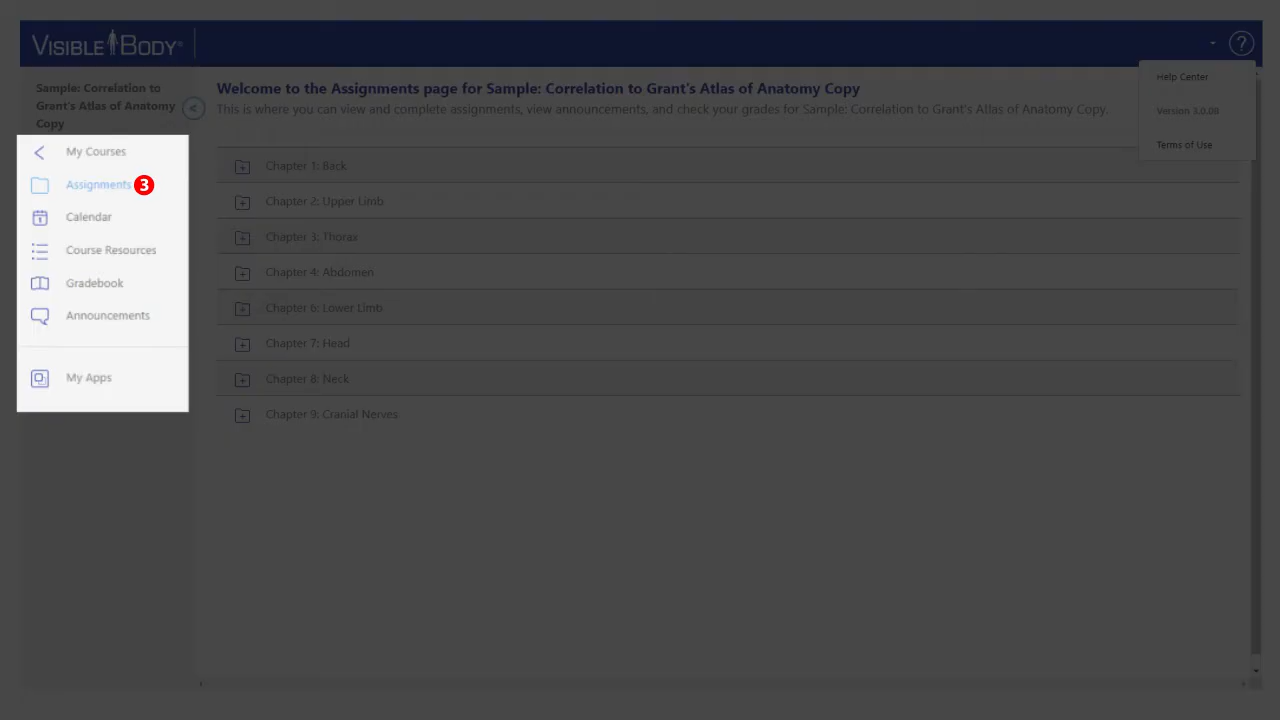 VISIBLE BODY®
?
Help Center
Version 3.0.08
Terms of Use
Sample: Correlation to
Grant's Atlas of Anatomy
Copy
<
Welcome to the Assignments page for Sample: Correlation to Grant's Atlas of Anatomy Copy
This is where you can view and complete assignments, view announcements, and check your grades for Sample: Correlation to Grant's Atlas of Anatomy Copy.
My Courses
Assignments 3
Calendar
Course Resources
Gradebook
Announcements
My Apps
Chapter 1: Back
Chapter 2: Upper Limb
Chapter 3: Thorax
Chapter 4: Abdomen
Chapter 6: Lower Limb
Chapter 7: Head
Chapter 8: Neck
Chapter 9: Cranial Nerves